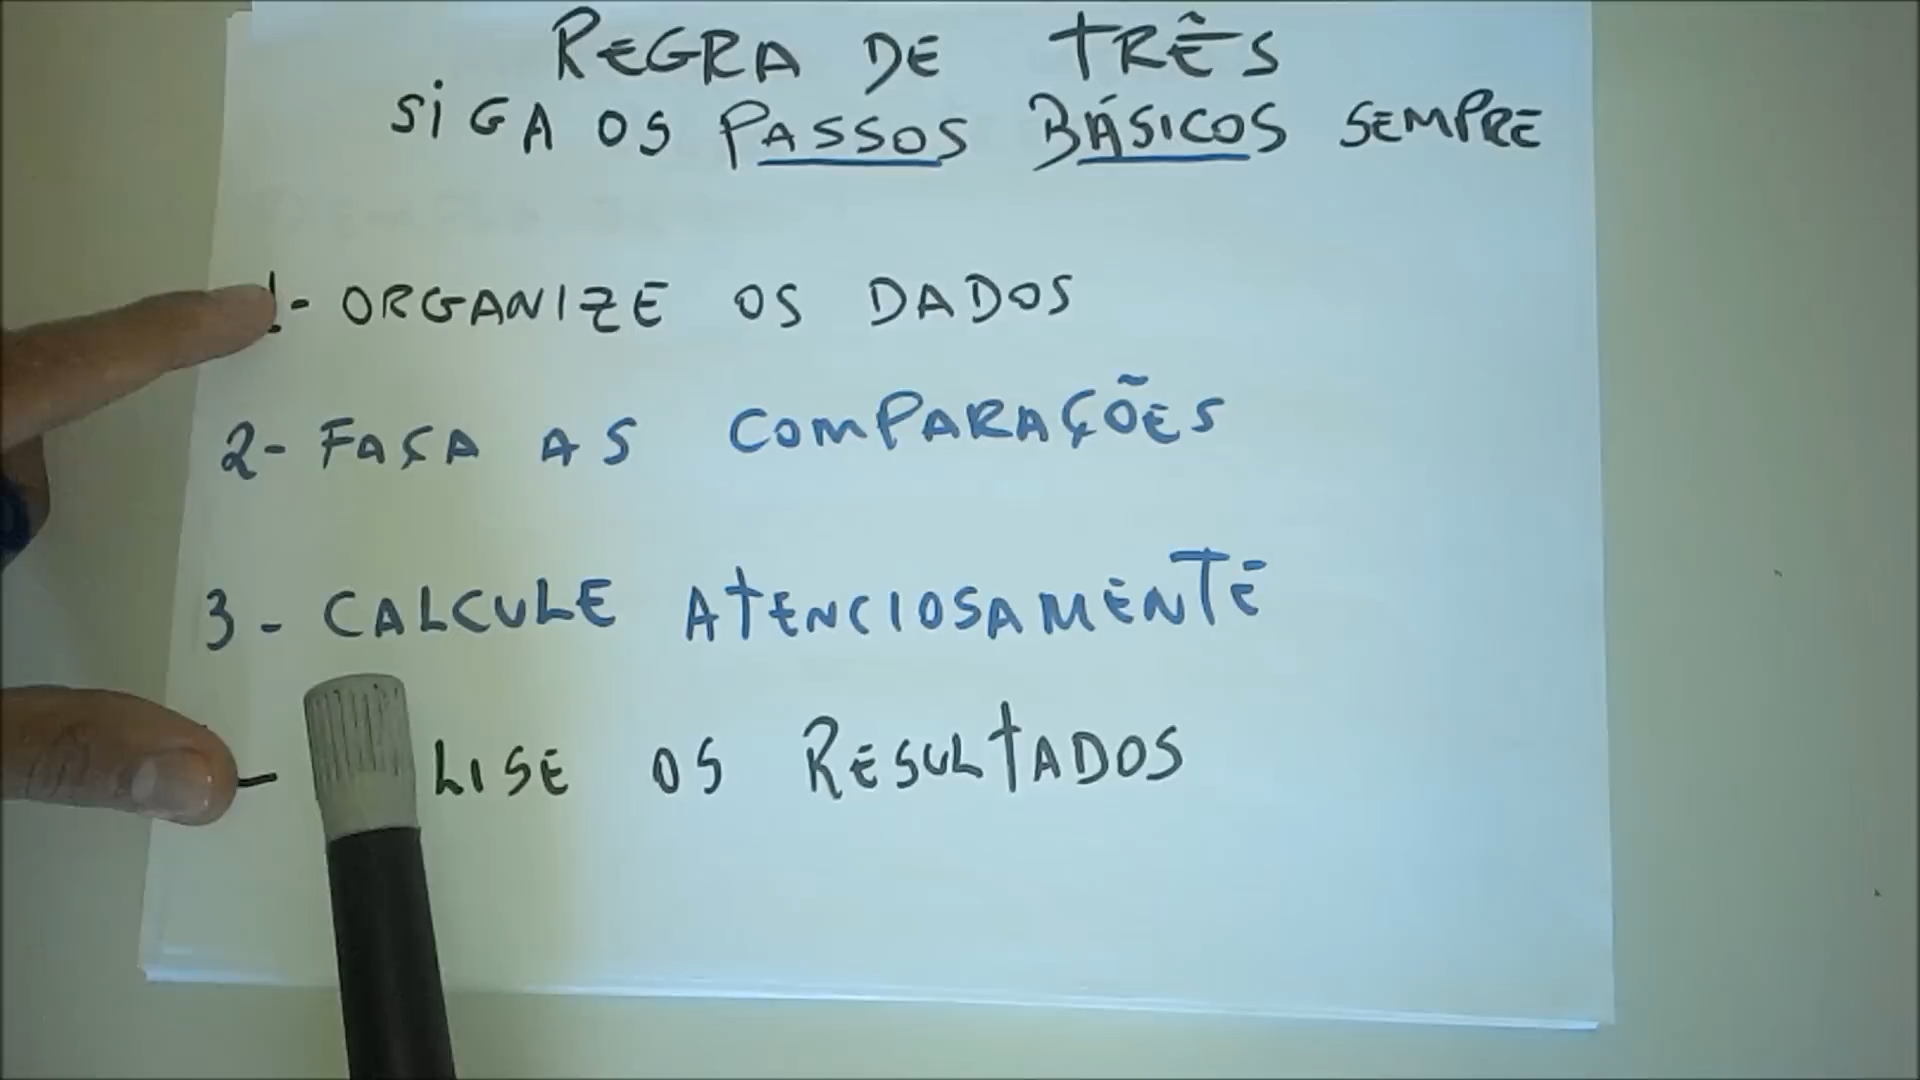 REGRA DE TRÊS
SIGA OS PASSOS BÁSICOS SEMPRE
1- ORGANIZE OS DADOS
2- FAÇA AS COMPARAÇÕES
3- CALCULE ATENCIOSAMENTE
- LISE OS RESULTADOS